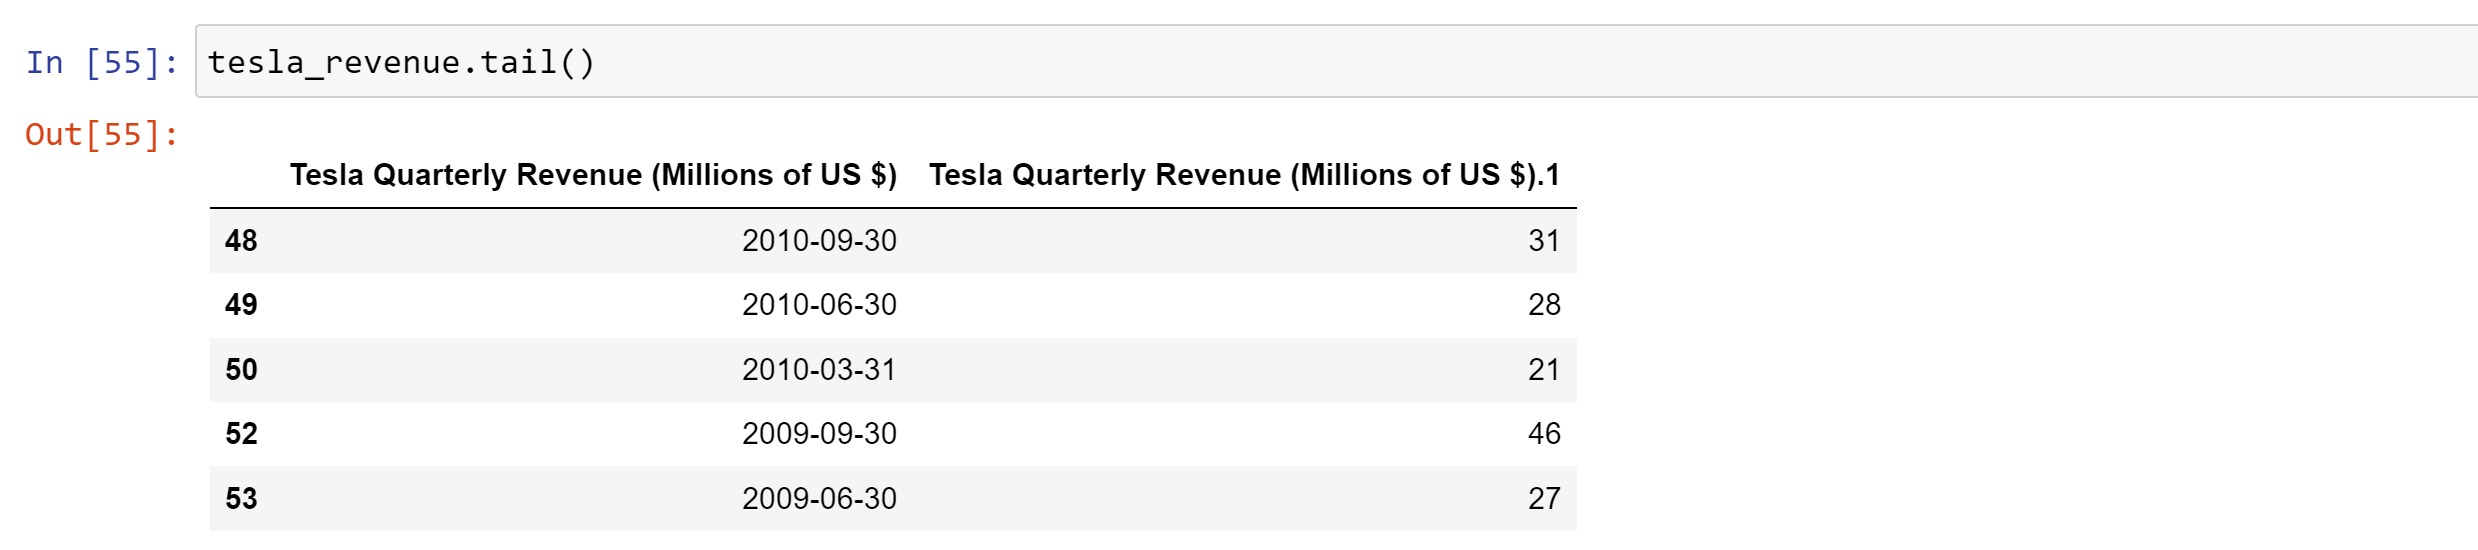 In [55]: tesla_revenue.tail()
Out[55]:
Tesla Quarterly Revenue (Millions of US $) Tesla Quarterly Revenue (Millions of US $).1
48 2010-09-30 31
49 2010-06-30 28
50 2010-03-31 21
52 2009-09-30 46
53 2009-06-30 27